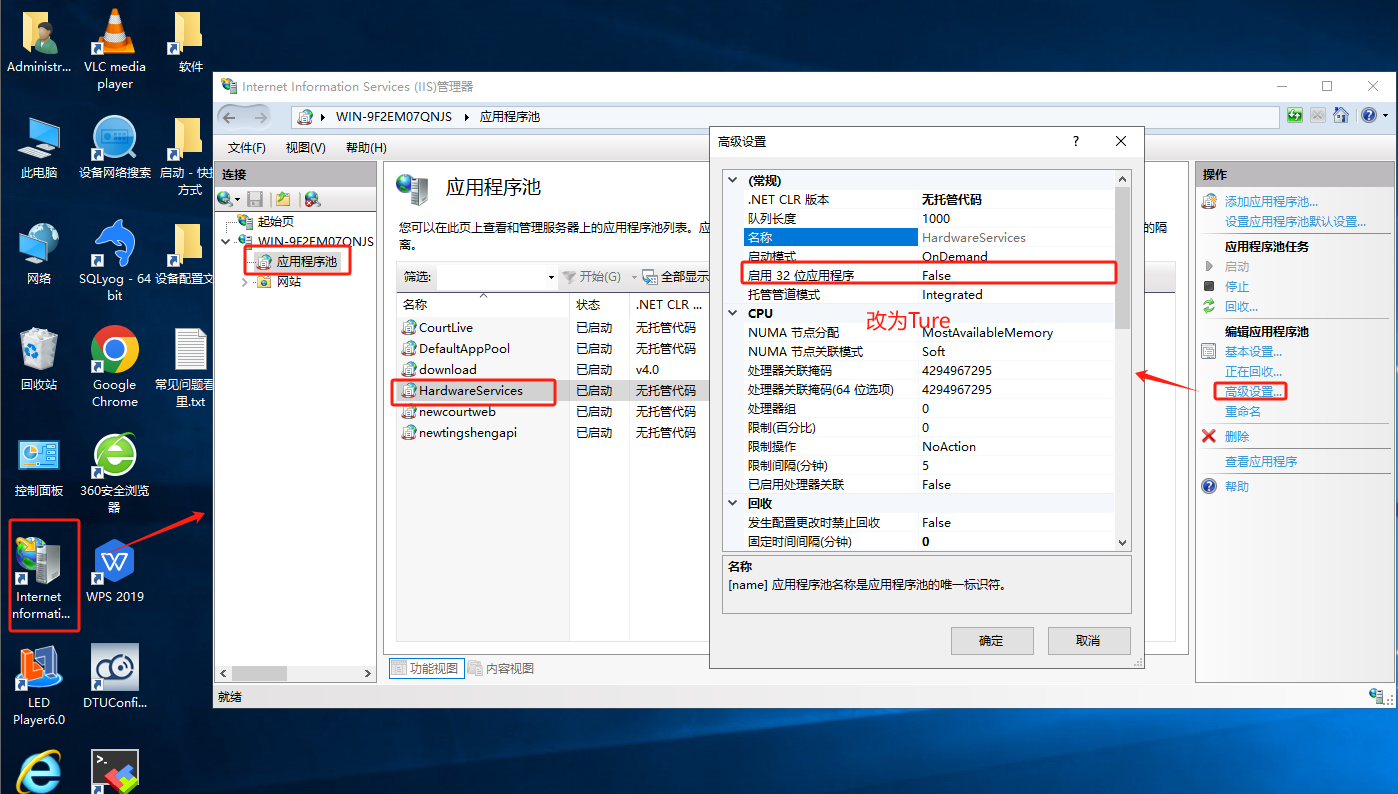 Administr...
VLC media
player
软件
此电脑
设备网络搜索
启动 - 快捷
方式
网络
SQLyog - 64
bit
设备配置文
回收站
Google
Chrome
常见问题看
里.txt
控制面板
360安全浏览
器
Internet
nformati...
WPS 2019
LED
Player6.0
DTUConfi...
Internet Information Services (IIS)管理器
WIN-9F2EM07QNJS
应用程序池
文件(F)
视图(V)
帮助(H)
连接
起始页
WIN-9F2EM07QNJS
应用程序池
网站
应用程序池
您可以在此页上查看和管理服务器上的应用程序池列表。应
的隔
离。
筛选:
开始(G)
全部显示
名称
状态
.NET CLR ...
CourtLive
已启动
无托管代码
DefaultAppPool
已启动
无托管代码
download
已启动
v4.0
HardwareServices
已启动
无托管代码
newcourtweb
已启动
无托管代码
newtingshengapi
已启动
无托管代码
功能视图
内容视图
就绪
高级设置
?
(常规)
.NET CLR 版本
无托管代码
队列长度
1000
名称
HardwareServices
启动模式
OnDemand
启用 32 位应用程序
False
托管管道模式
Integrated
改为Ture
CPU
NUMA 节点分配
MostAvailableMemory
NUMA 节点关联模式
Soft
处理器关联掩码
4294967295
处理器关联掩码(64 位选项)
4294967295
处理器组
0
限制(百分比)
0
限制操作
NoAction
限制间隔(分钟)
5
已启用处理器关联
False
回收
发生配置更改时禁止回收
False
固定时间间隔(分钟)
0
名称
[name] 应用程序池名称是应用程序池的唯一标识符。
确定
取消
操作
添加应用程序池...
设置应用程序池默认设置...
应用程序池任务
启动
停止
回收...
编辑应用程序池
基本设置...
正在回收...
高级设置...
重命名
删除
查看应用程序
帮助